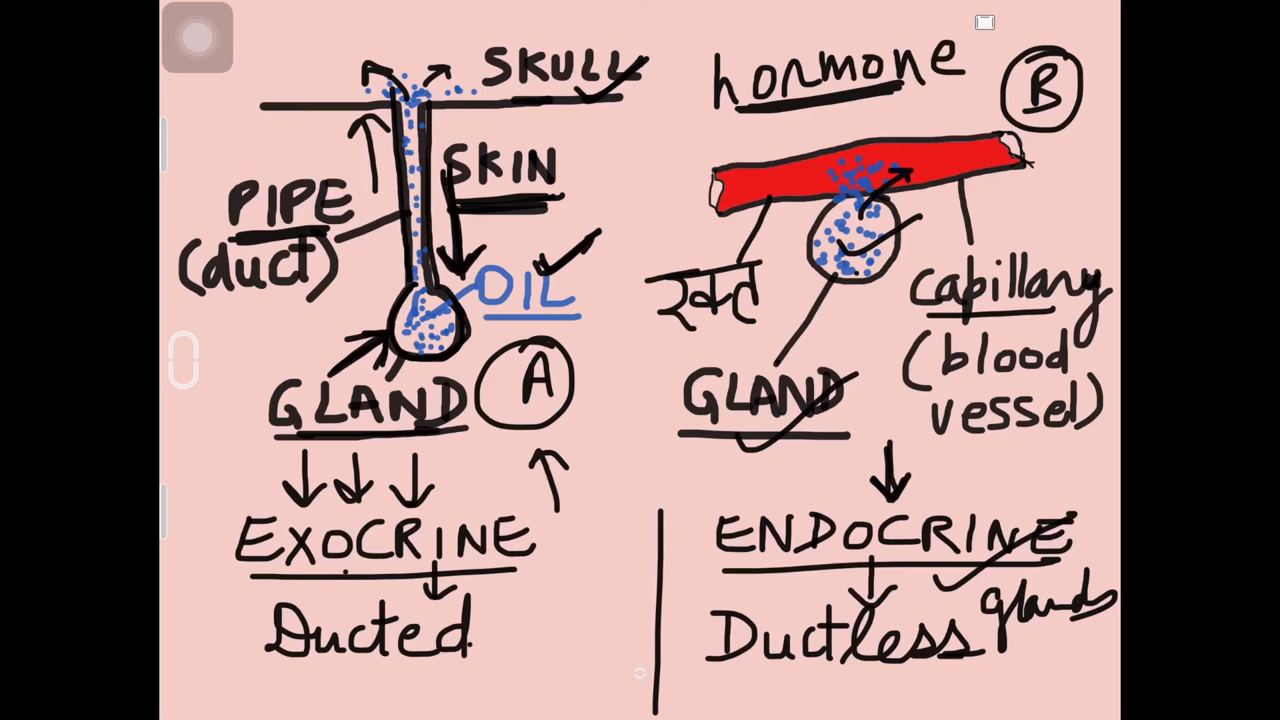 SKULL
SKIN
PIPE
(duct)
OIL
GLAND
A
EXOCRINE
Ducted
hormone
B
रक्त
capillary
(blood
vessel)
GLAND
ENDOCRINE
glands
Ductless